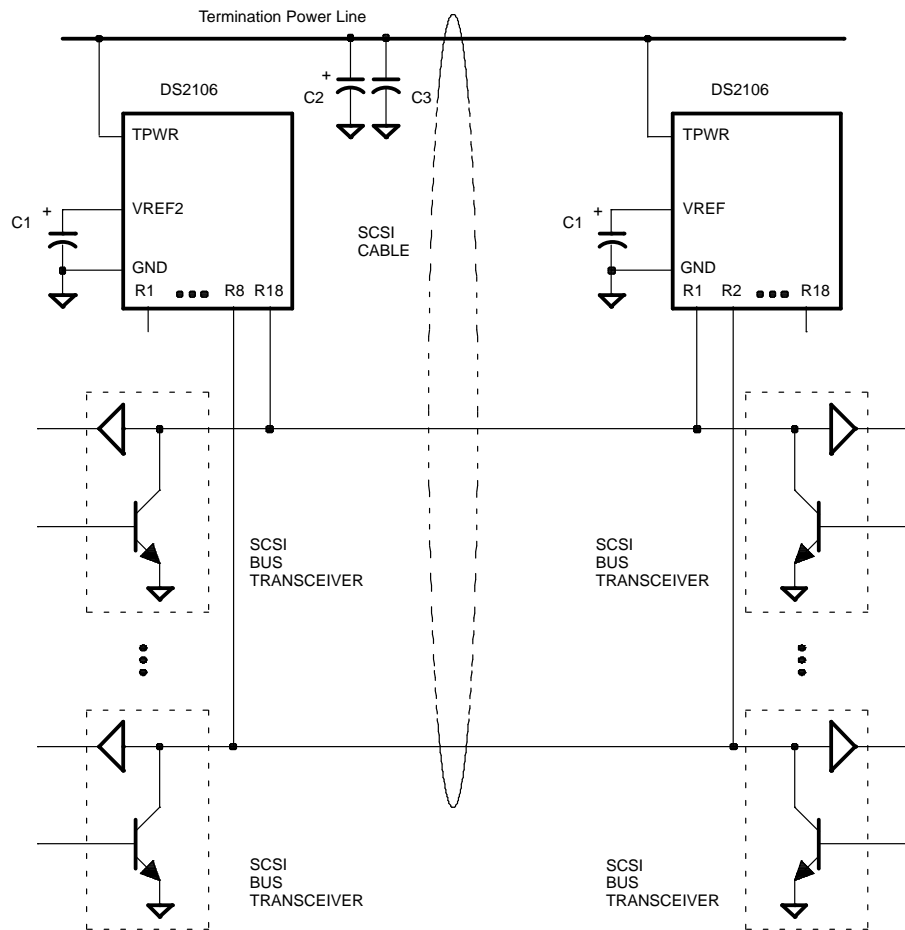 Termination Power Line
+
C2
C3
DS2106
DS2106
TPWR
TPWR
+
C1
VREF2
SCSI
CABLE
+
C1
VREF
GND
GND
R1
R8
R18
R1
R2
R18
SCSI
BUS
TRANSCEIVER
SCSI
BUS
TRANSCEIVER
SCSI
BUS
TRANSCEIVER
SCSI
BUS
TRANSCEIVER